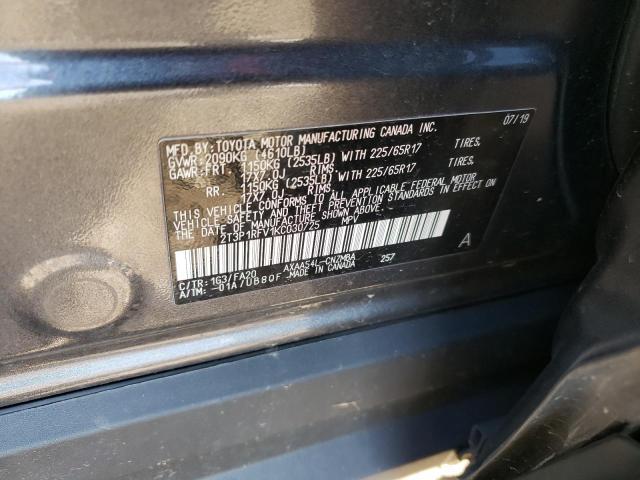 MFD. BY: TOYOTA MOTOR MANUFACTURING CANADA INC. 07/19
GVWR: 2090KG (4610LB)
GAWR: FRT. 1150KG (2535LB) WITH 225/65R17 TIRES,
17X7.0J RIMS
RR. 1150KG (2535LB) WITH 225/65R17 TIRES,
17X7.0J RIMS
THIS VEHICLE CONFORMS TO ALL APPLICABLE FEDERAL MOTOR
VEHICLE SAFETY STANDARDS IN EFFECT ON
THE DATE OF MANUFACTURE SHOWN ABOVE.
2T3P1RFV1KC030725 MPV
A
C/TR: 1G3/FA20 AXAA54L-CNZMBA 257
A/TM: -01A/UB80F MADE IN CANADA